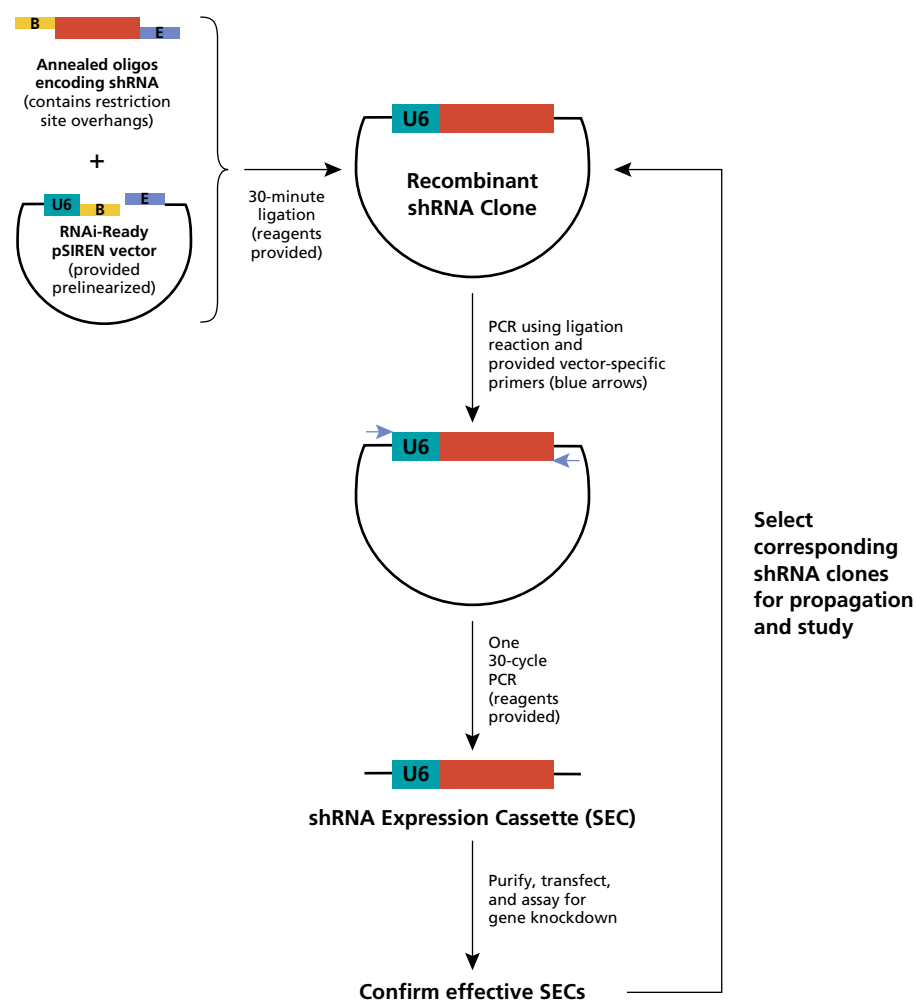 B
E
Annealed oligos
encoding shRNA
(contains restriction
site overhangs)
+
U6
B
E
RNAi-Ready
pSIREN vector
(provided
prelinearized)
30-minute
ligation
(reagents
provided)
U6
Recombinant
shRNA Clone
PCR using ligation
reaction and
provided vector-specific
primers (blue arrows)
U6
One
30-cycle
PCR
(reagents
provided)
U6
shRNA Expression Cassette (SEC)
Purify, transfect,
and assay for
gene knockdown
Confirm effective SECs
Select
corresponding
shRNA clones
for propagation
and study